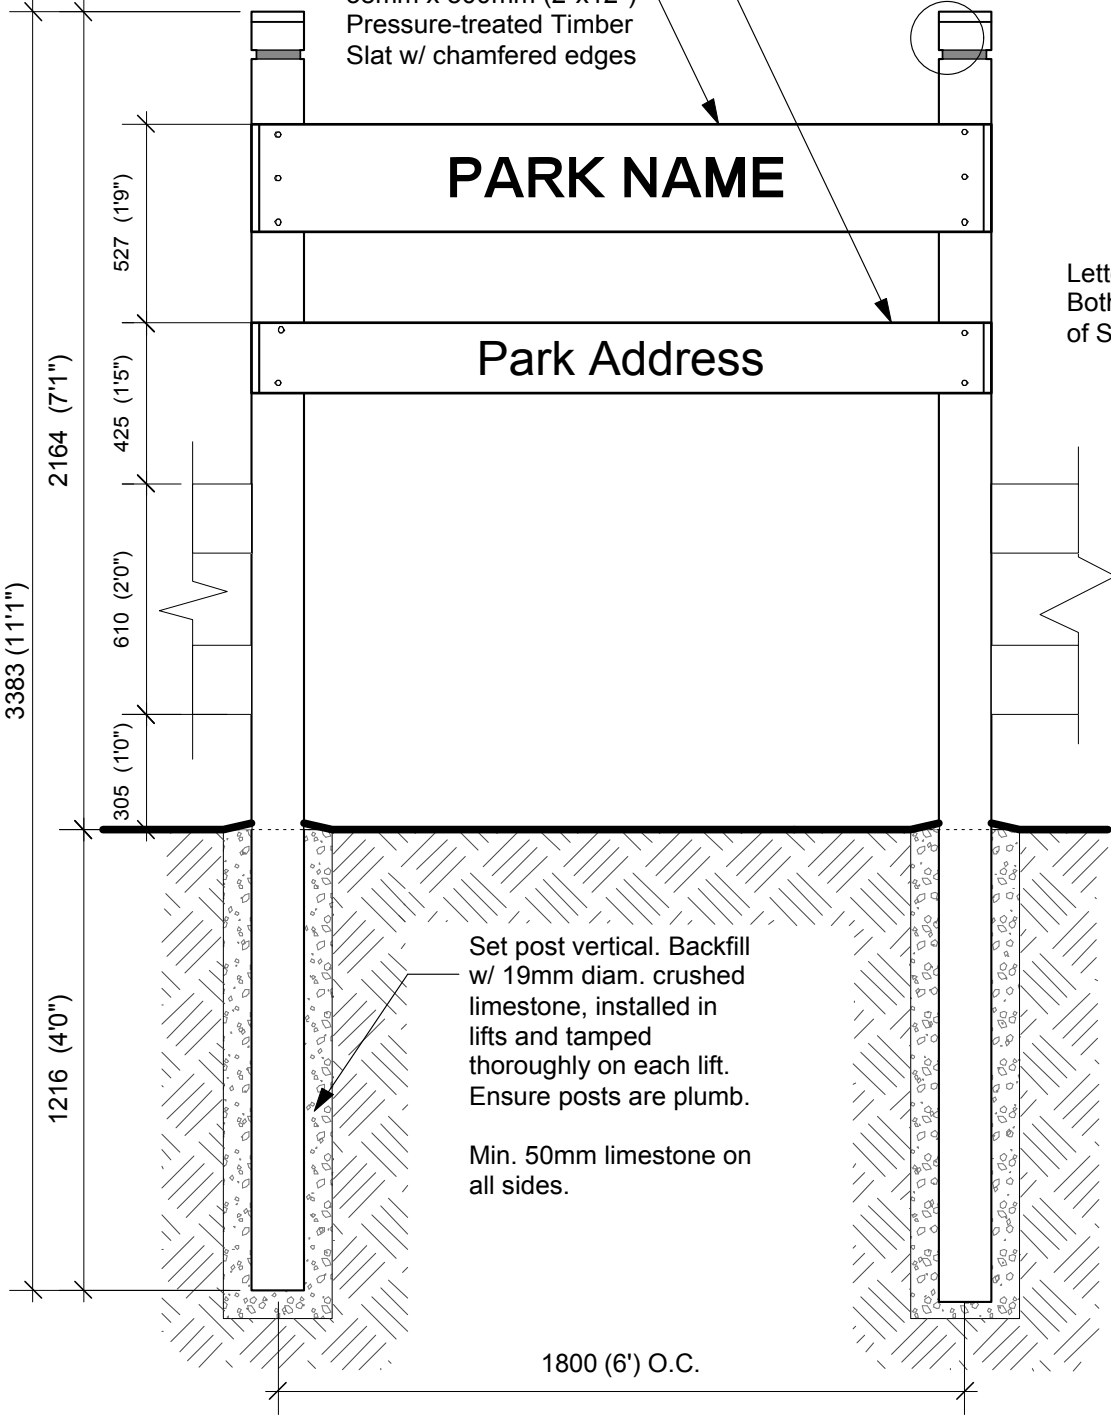 Pressure-treated Timber
Slat w/ chamfered edges
PARK NAME
Park Address
Both
527 (1'9")
425 (1'5")
610 (2'0")
305 (1'0")
2164 (7'1")
3383 (11'1")
1216 (4'0")
Set post vertical. Backfill
w/ 19mm diam. crushed
limestone, installed in
lifts and tamped
thoroughly on each lift.
Ensure posts are plumb.
Min. 50mm limestone on
all sides.
1800 (6') O.C.